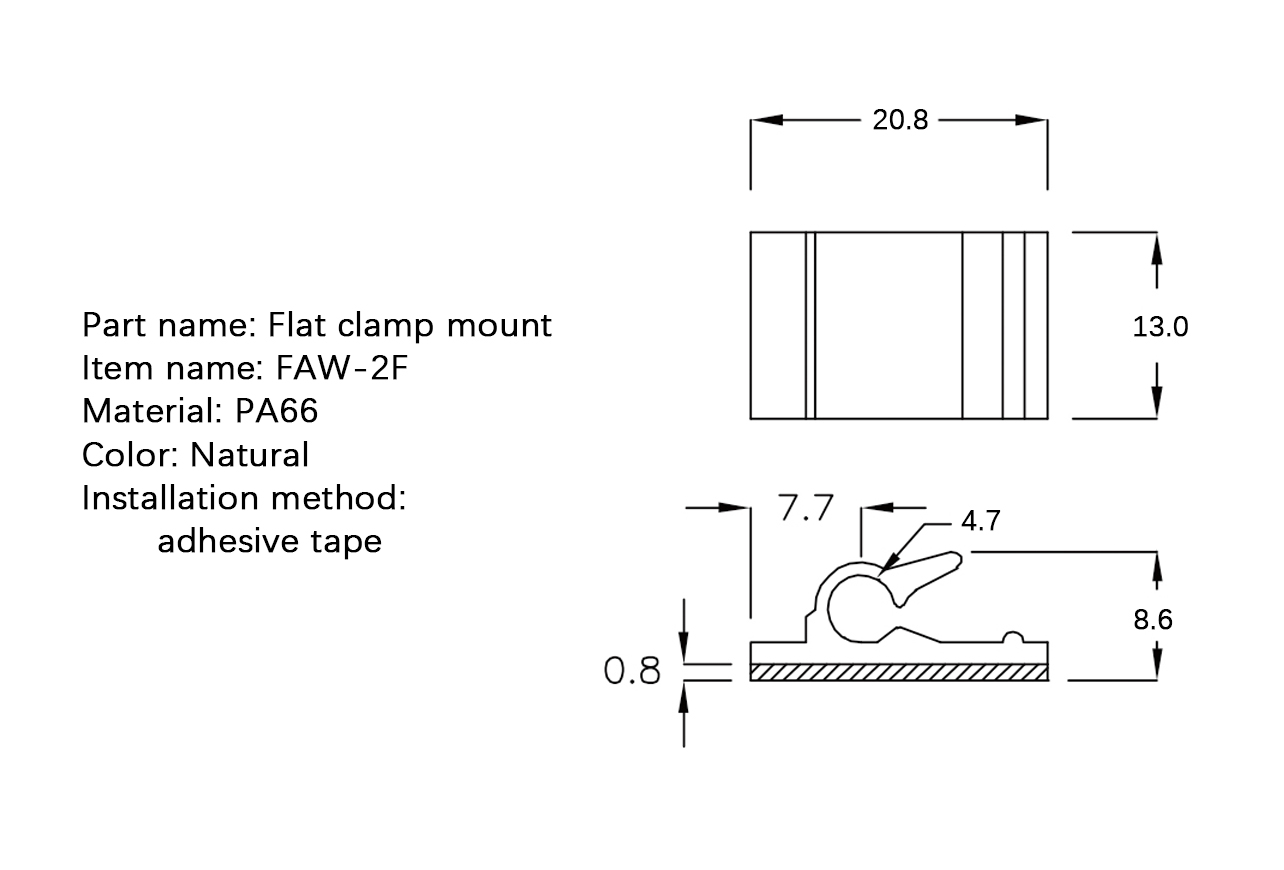 Part name: Flat clamp mount
Item name: FAW-2F
Material: PA66
Color: Natural
Installation method:
adhesive tape
20.8
13.0
7.7
4.7
8.6
0.8